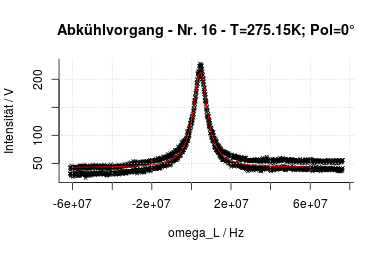 Abkühlvorgang - Nr. 16 - T=275.15K; Pol=0°
Intensität / V
200
100
50
-6e+07 -2e+07 2e+07 6e+07
omega_L / Hz